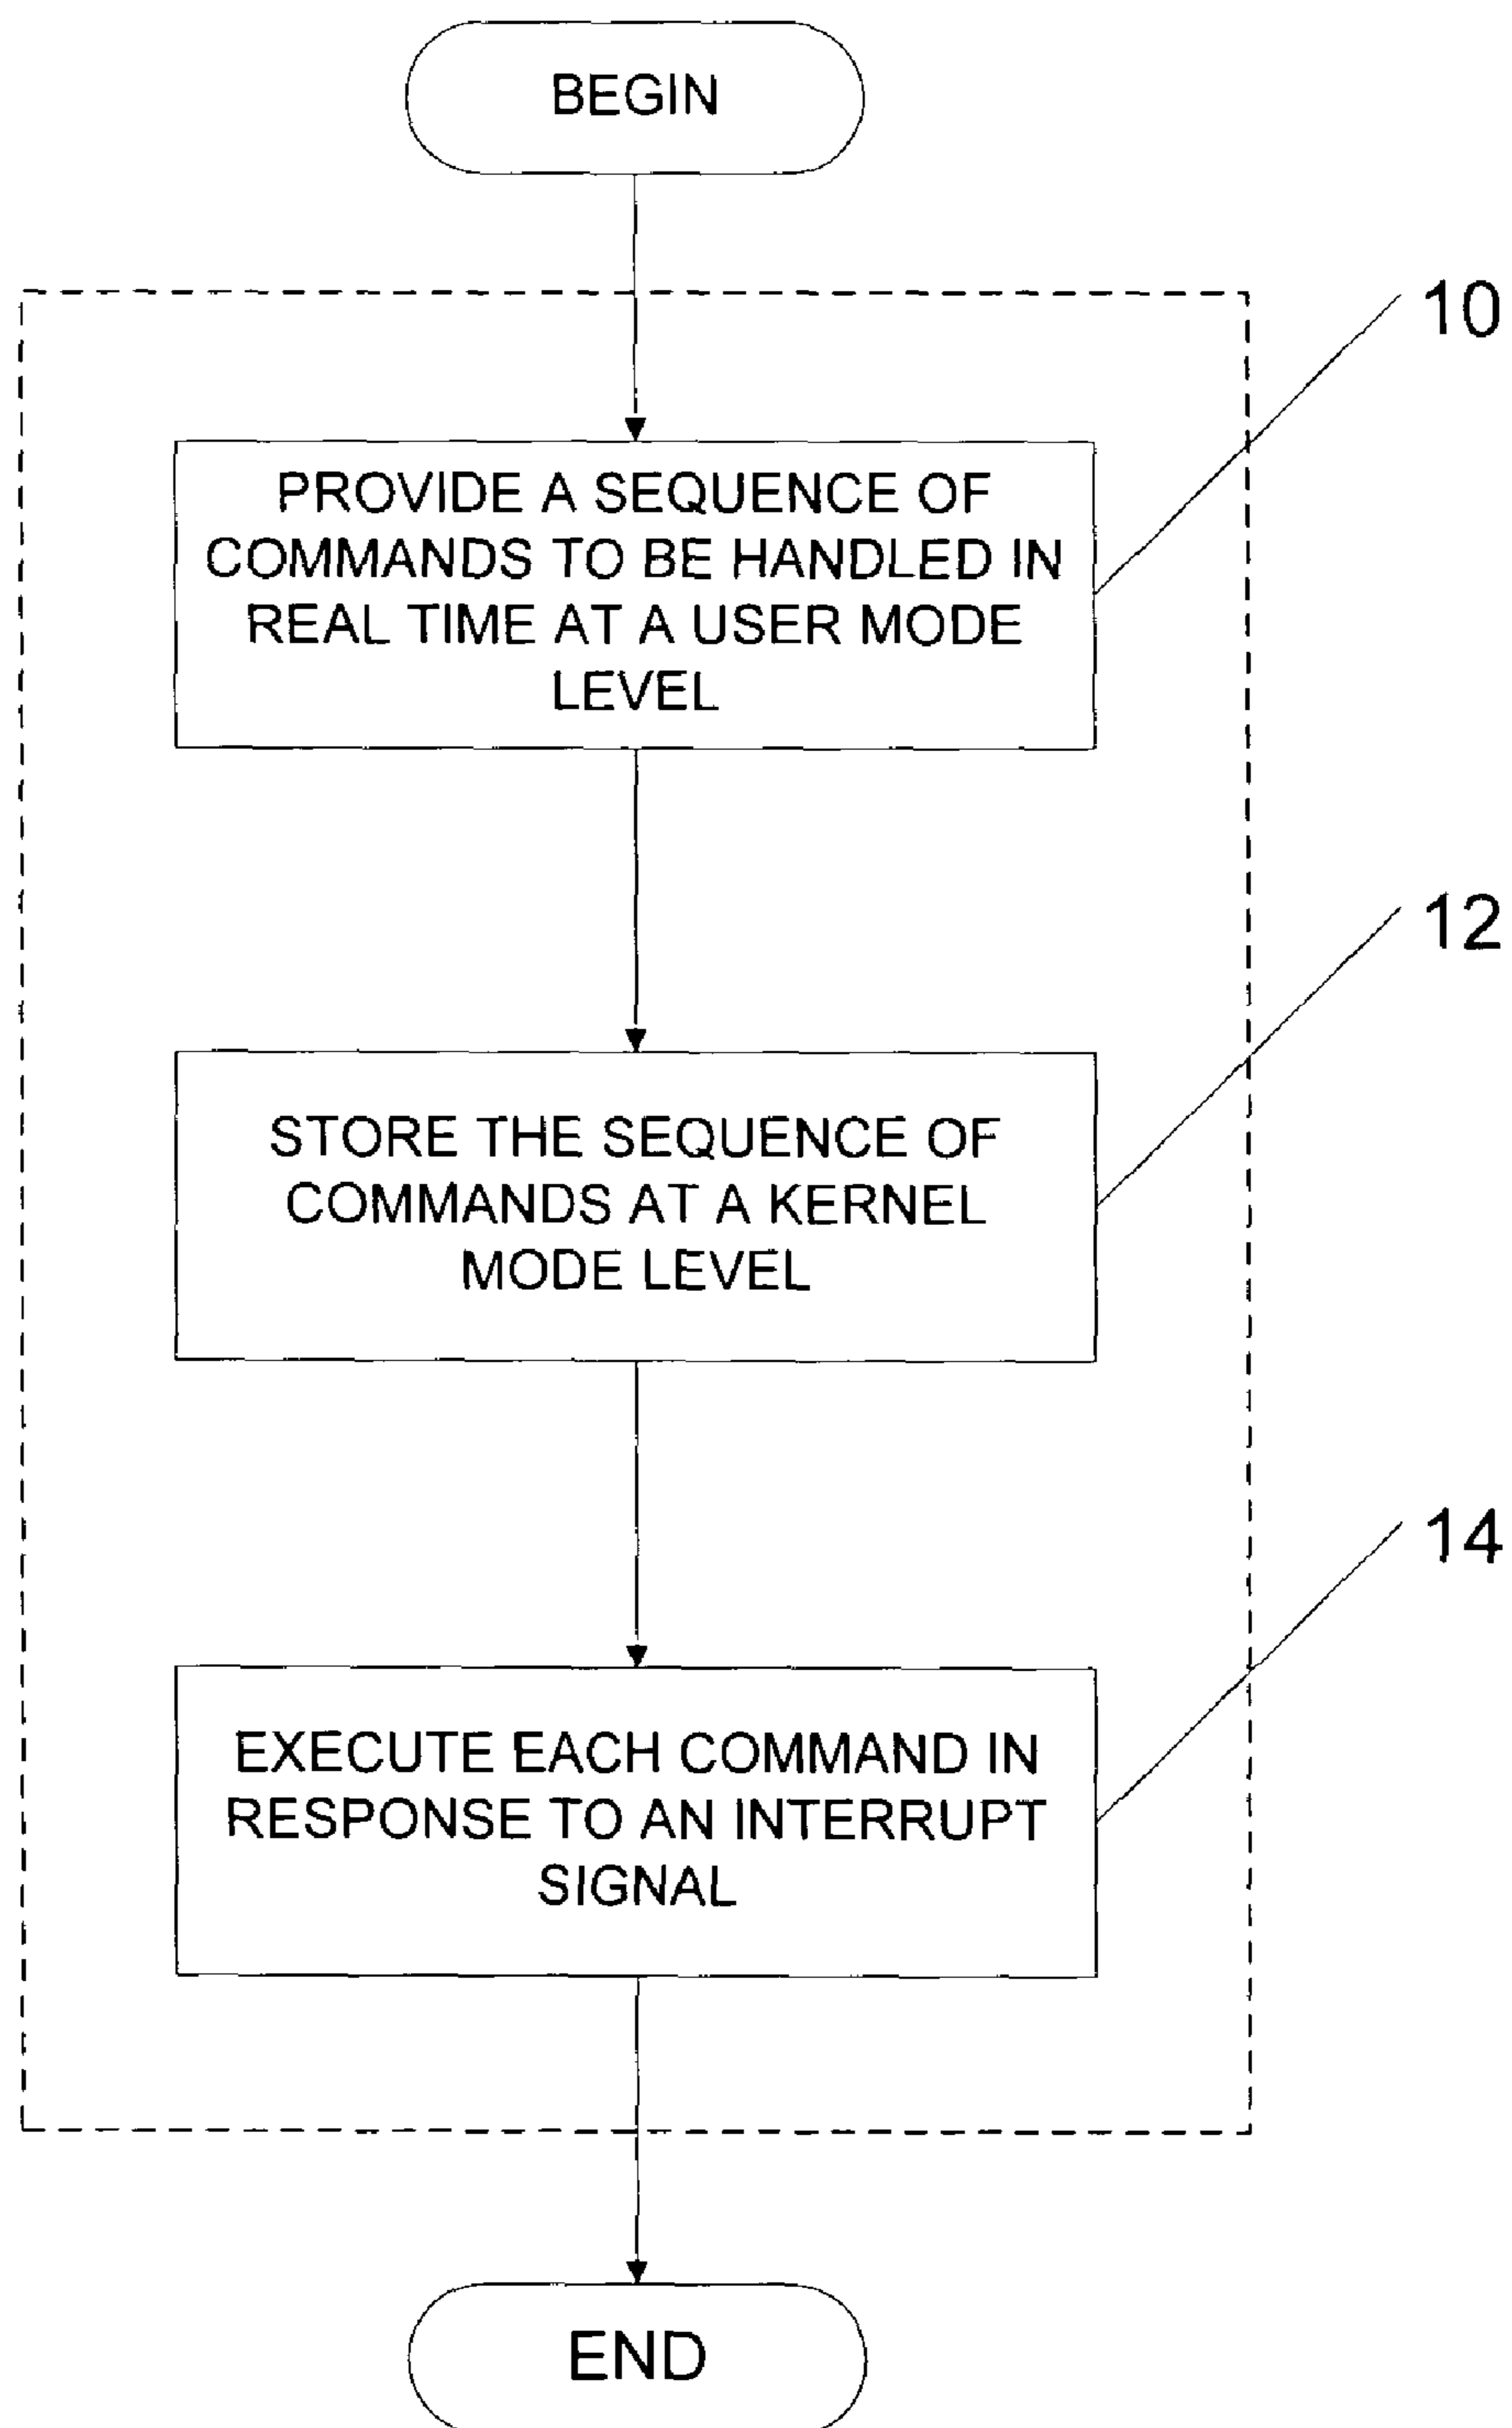 BEGIN
10
PROVIDE A SEQUENCE OF
COMMANDS TO BE HANDLED IN
REAL TIME AT A USER MODE
LEVEL
12
STORE THE SEQUENCE OF
COMMANDS AT A KERNEL
MODE LEVEL
14
EXECUTE EACH COMMAND IN
RESPONSE TO AN INTERRUPT
SIGNAL
END